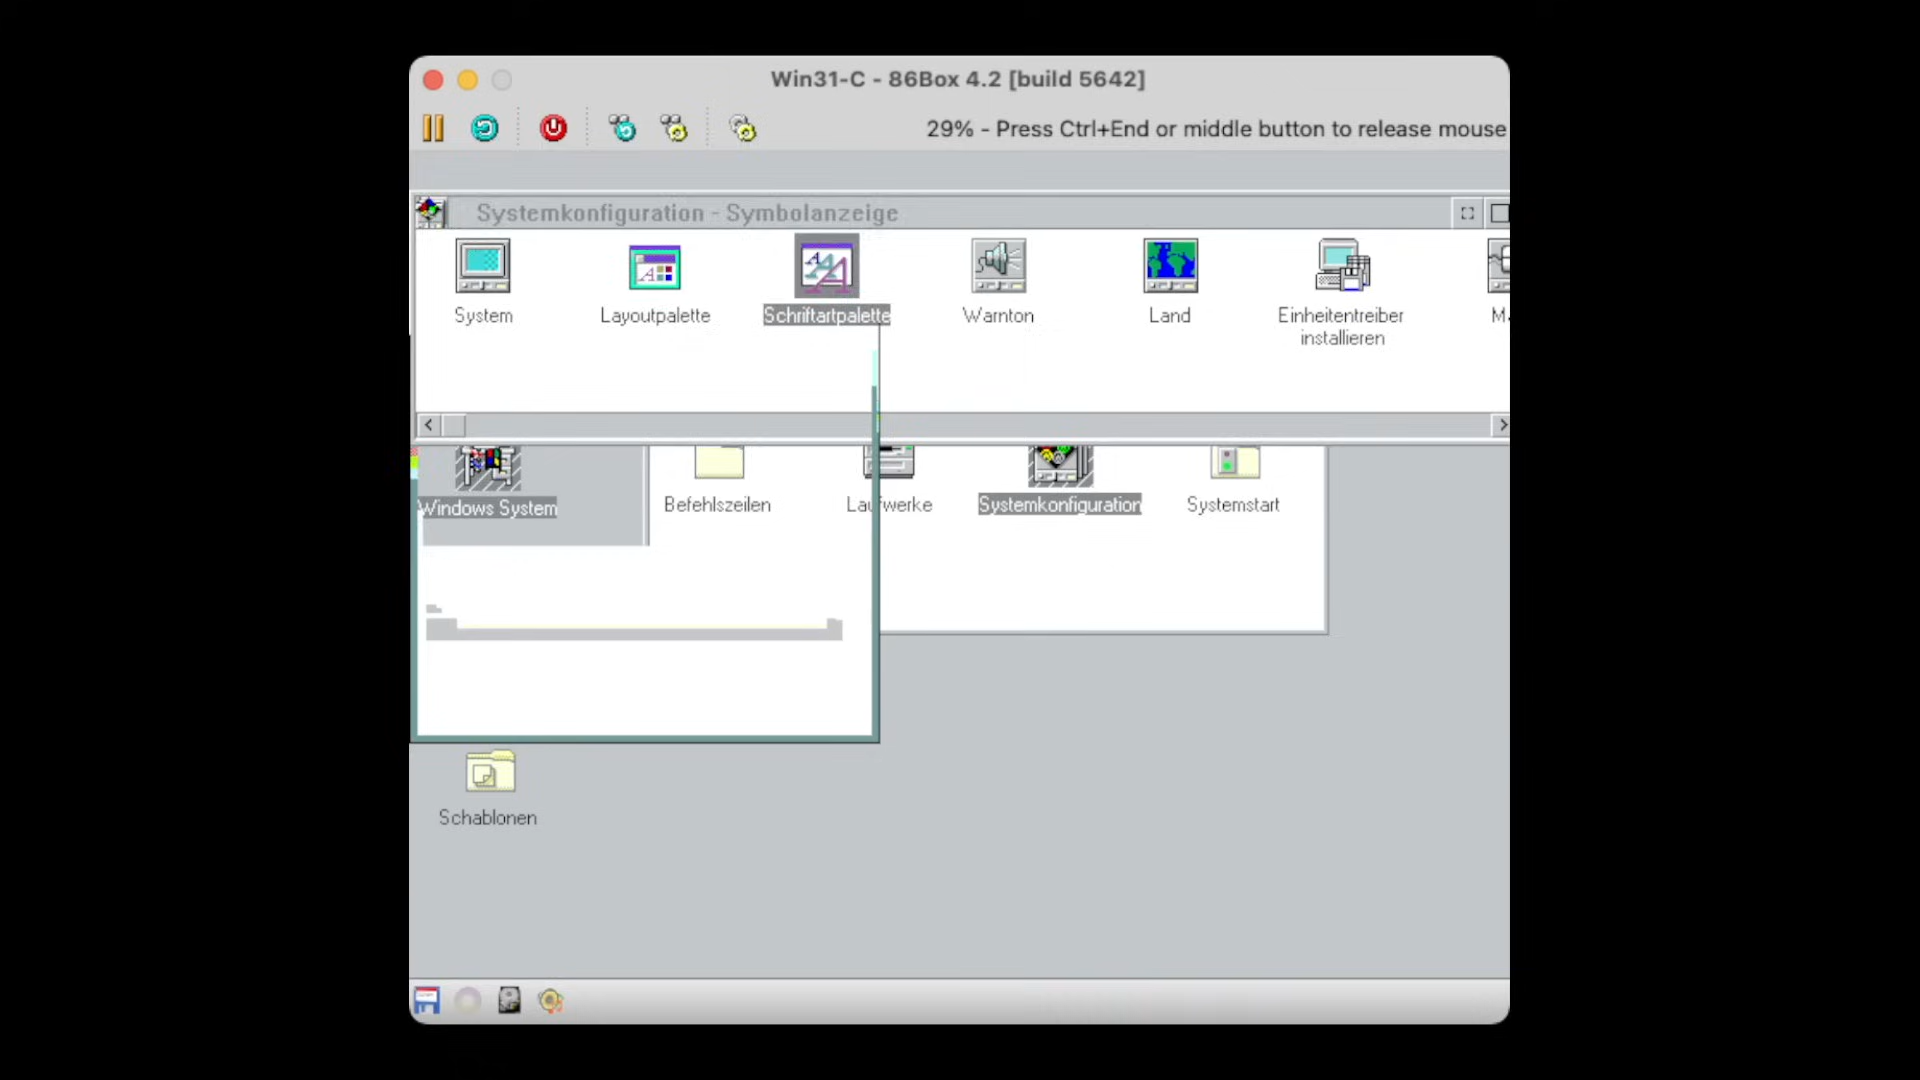 Win31-C - 86Box 4.2 [build 5642]
29% - Press Ctrl+End or middle button to release mouse
Systemkonfiguration - Symbolanzeige
System
Layoutpalette
Schriftartpalette
Warnton
Land
Einheitentreiber
installieren
Windows System
Befehlszeilen
Laufwerke
Systemkonfiguration
Systemstart
Schablonen